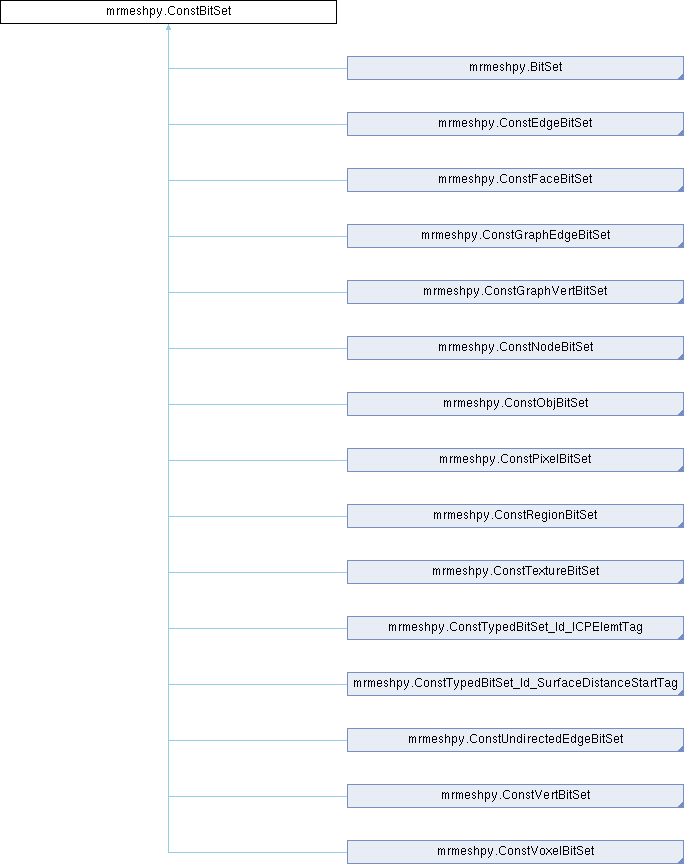 mrmeshpy.ConstBitSet
mrmeshpy.BitSet
mrmeshpy.ConstEdgeBitSet
mrmeshpy.ConstFaceBitSet
mrmeshpy.ConstGraphEdgeBitSet
mrmeshpy.ConstGraphVertBitSet
mrmeshpy.ConstNodeBitSet
mrmeshpy.ConstObjBitSet
mrmeshpy.ConstPixelBitSet
mrmeshpy.ConstRegionBitSet
mrmeshpy.ConstTextureBitSet
mrmeshpy.ConstTypedBitSet_Id_ICPElemtTag
mrmeshpy.ConstTypedBitSet_Id_SurfaceDistanceStartTag
mrmeshpy.ConstUndirectedEdgeBitSet
mrmeshpy.ConstVertBitSet
mrmeshpy.ConstVoxelBitSet